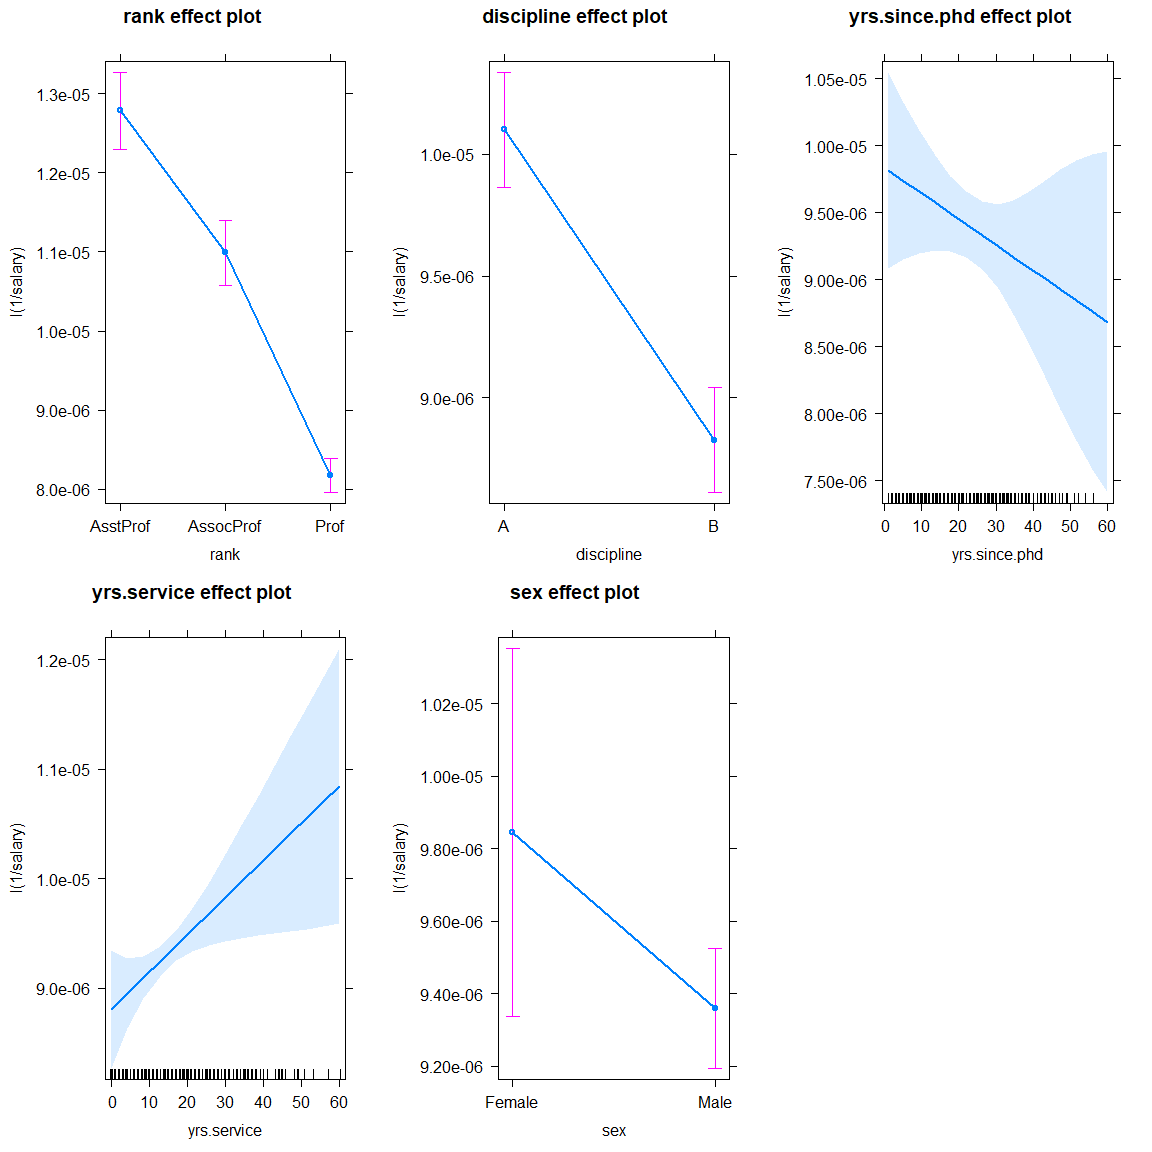 rank effect plot
I(1/salary)
1.3e-05
1.2e-05
1.1e-05
1.0e-05
9.0e-06
8.0e-06
AsstProf AssocProf Prof
rank
discipline effect plot
I(1/salary)
1.0e-05
9.5e-06
9.0e-06
A B
discipline
yrs.since.phd effect plot
I(1/salary)
1.05e-05
1.00e-05
9.50e-06
9.00e-06
8.50e-06
8.00e-06
7.50e-06
0 10 20 30 40 50 60
yrs.since.phd
yrs.service effect plot
I(1/salary)
1.2e-05
1.1e-05
1.0e-05
9.0e-06
0 10 20 30 40 50 60
yrs.service
sex effect plot
I(1/salary)
1.02e-05
1.00e-05
9.80e-06
9.60e-06
9.40e-06
9.20e-06
Female Male
sex